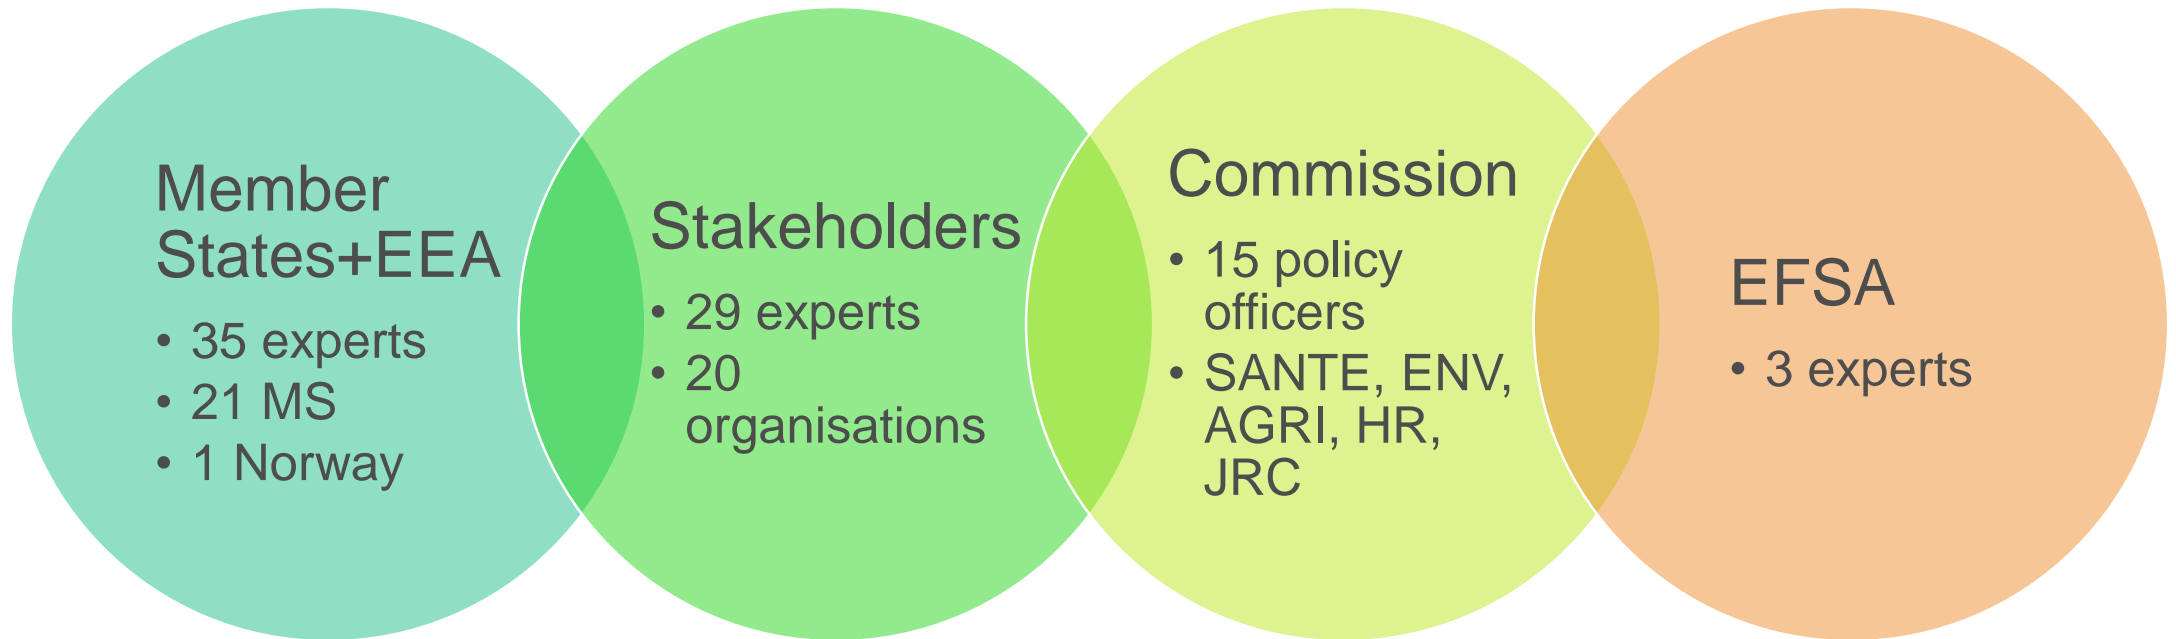 Member
States+EEA
• 35 experts
• 21 MS
• 1 Norway
Stakeholders
• 29 experts
• 20
organisations
Commission
• 15 policy
officers
• SANTE, ENV,
AGRI, HR,
JRC
EFSA
• 3 experts